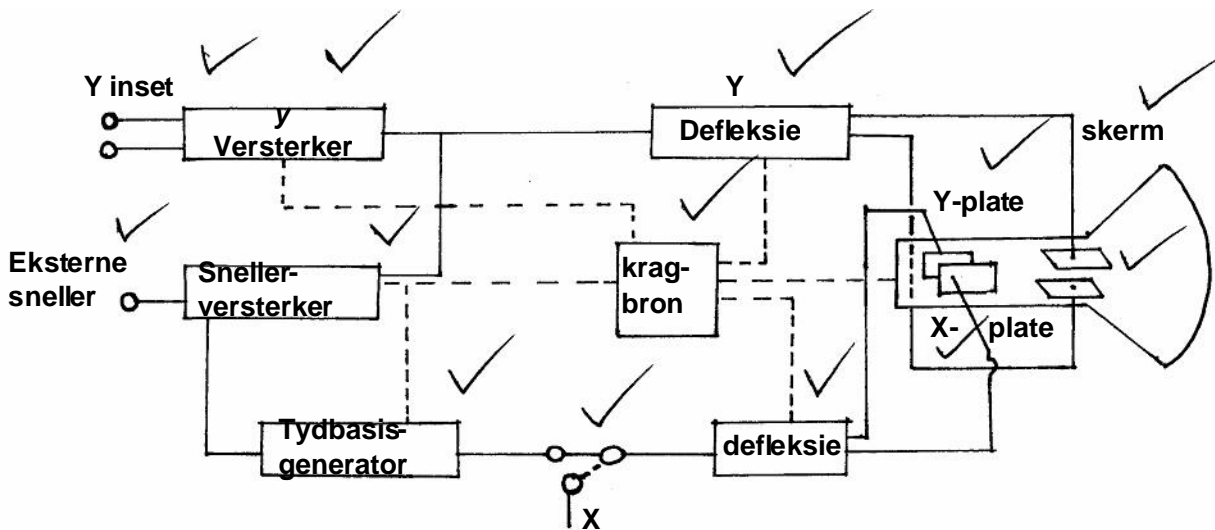 Y inset
y
Versterker
Y
Defleksie
skerm
Y-plate
Eksterne
sneller
Sneller-
versterker
krag-
bron
X- plate
Tydbasis-
generator
defleksie
X